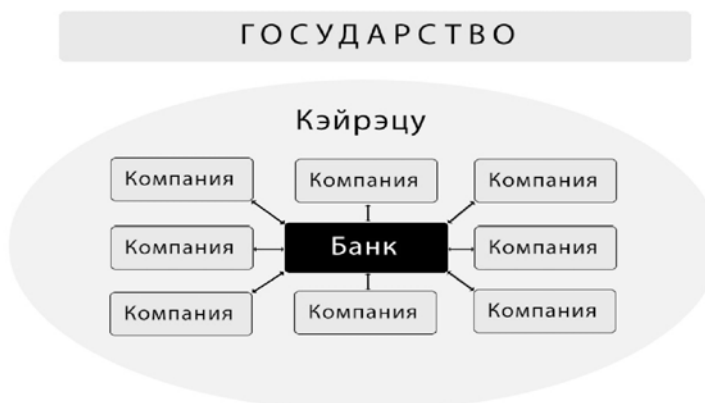 ГОСУДАРСТВО
Кэйрэцу
Компания Компания Компания
Компания Банк Компания
Компания Компания Компания